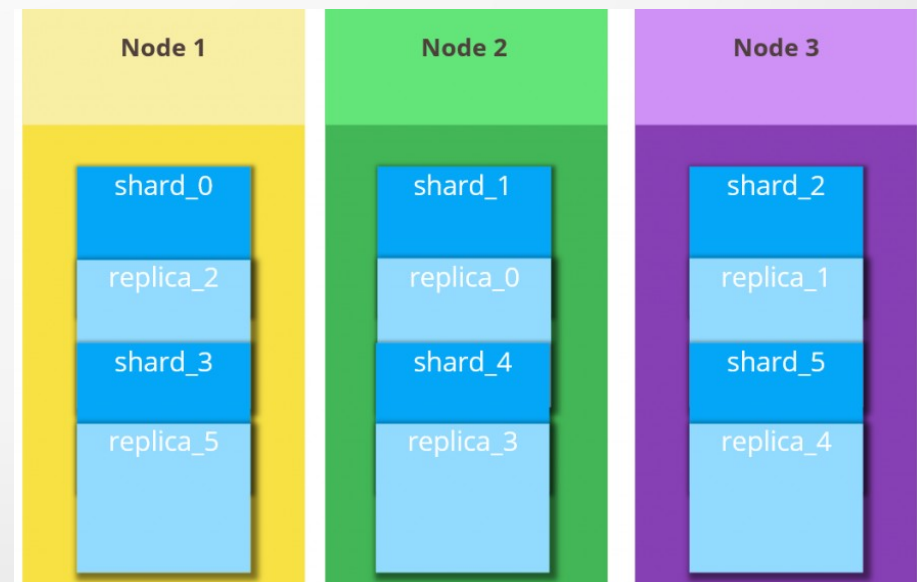 Node 1
Node 2
Node 3
shard_0
shard_1
shard_2
replica_2
replica_0
replica_1
shard_3
shard_4
shard_5
replica_5
replica_3
replica_4